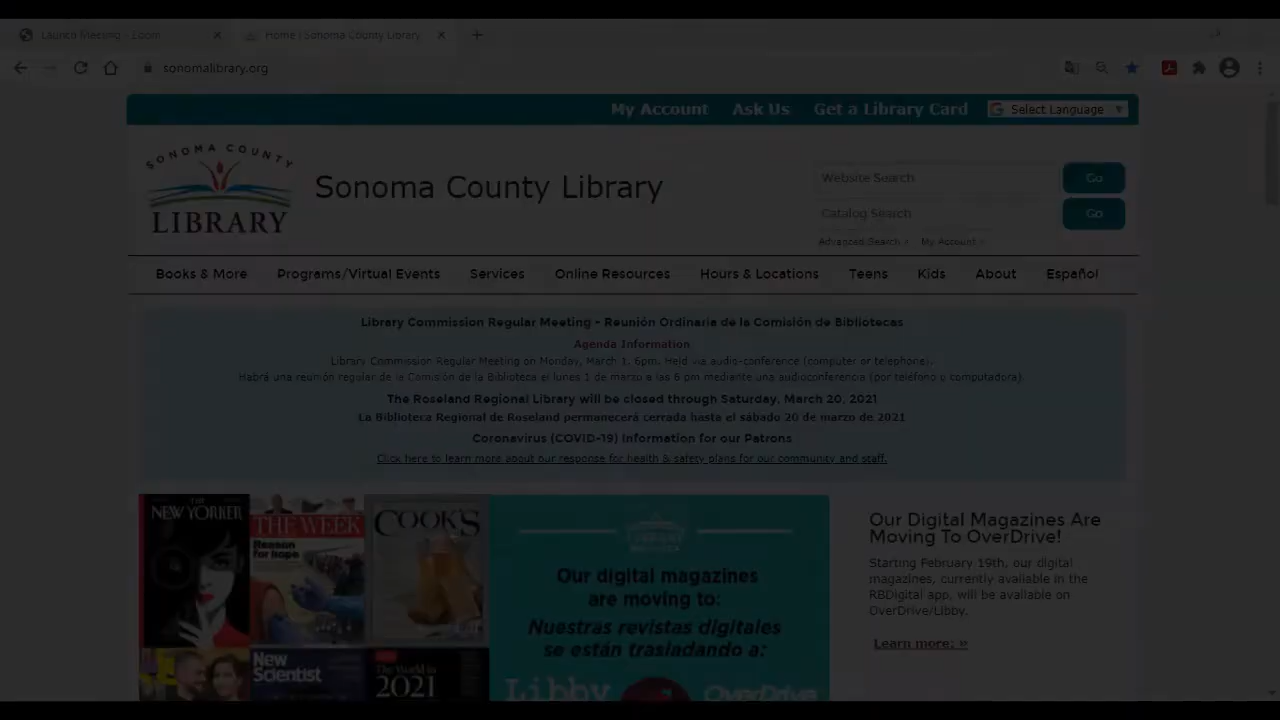 Launch Meeting - Zoom
Home | Sonoma County Library
sonomalibrary.org
My Account Ask Us Get a Library Card Select Language
SONOMA COUNTY
LIBRARY
Sonoma County Library
Website Search Go
Catalog Search Go
Advanced Search » My Account »
Books & More Programs/Virtual Events Services Online Resources Hours & Locations Teens Kids About Español
Library Commission Regular Meeting - Reunión Ordinaria de la Comisión de Bibliotecas
Agenda Information
Library Commission Regular Meeting on Monday, March 1, 6pm. Held via audio-conference (computer or telephone).
Habrá una reunión regular de la Comisión de la Biblioteca el lunes 1 de marzo a las 6 pm mediante una audioconferencia (por teléfono o computadora).
The Roseland Regional Library will be closed through Saturday, March 20, 2021
La Biblioteca Regional de Roseland permanecerá cerrada hasta el sábado 20 de marzo de 2021
Coronavirus (COVID-19) Information for our Patrons
Click here to learn more about our response for health & safety plans for our community and staff.
THE
NEW YORKER
THE WEEK
Reason
for hope
COOK'S
New
Scientist
The World in
2021
Our digital magazines
are moving to:
Nuestras revistas digitales
se están trasladando a:
Libby OverDrive
Our Digital Magazines Are
Moving To OverDrive!
Starting February 19th, our digital
magazines, currently available in the
RBDigital app, will be available on
OverDrive/Libby.
Learn more: »